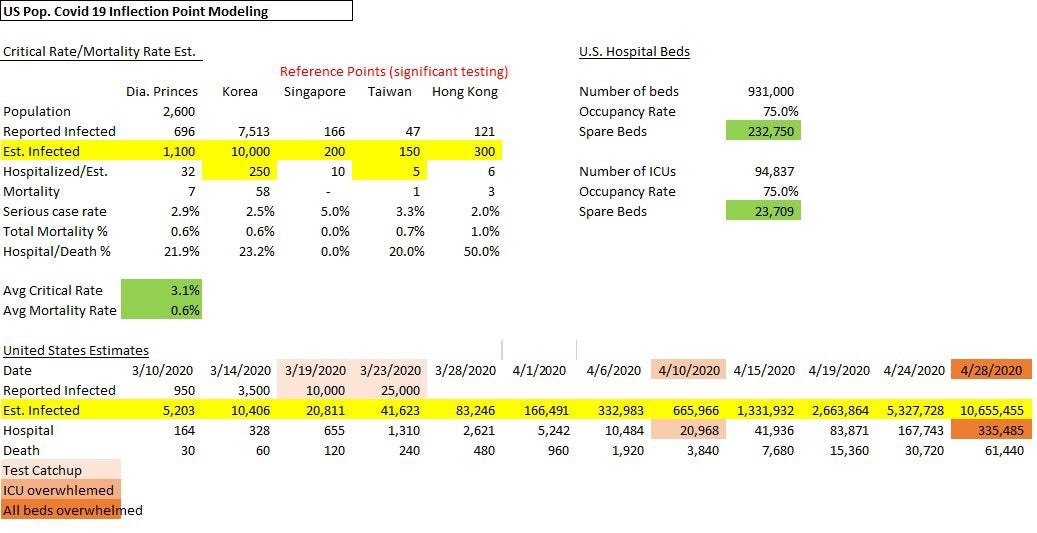 US Pop. Covid 19 Inflection Point Modeling
Critical Rate/Mortality Rate Est. U.S. Hospital Beds
Reference Points (significant testing)
Dia. Princes Korea Singapore Taiwan Hong Kong Number of beds 931,000
Population 2,600 Occupancy Rate 75.0%
Reported Infected 696 7,513 166 47 121 Spare Beds 232,750
Est. Infected 1,100 10,000 200 150 300
Hospitalized/Est. 32 250 10 5 6 Number of ICUs 94,837
Mortality 7 58 - 1 3 Occupancy Rate 75.0%
Serious case rate 2.9% 2.5% 5.0% 3.3% 2.0% Spare Beds 23,709
Total Mortality % 0.6% 0.6% 0.0% 0.7% 1.0%
Hospital/Death % 21.9% 23.2% 0.0% 20.0% 50.0%
Avg Critical Rate 3.1%
Avg Mortality Rate 0.6%
United States Estimates
Date 3/10/2020 3/14/2020 3/19/2020 3/23/2020 3/28/2020 4/1/2020 4/6/2020 4/10/2020 4/15/2020 4/19/2020 4/24/2020 4/28/2020
Reported Infected 950 3,500 10,000 25,000
Est. Infected 5,203 10,406 20,811 41,623 83,246 166,491 332,983 665,966 1,331,932 2,663,864 5,327,728 10,655,455
Hospital 164 328 655 1,310 2,621 5,242 10,484 20,968 41,936 83,871 167,743 335,485
Death 30 60 120 240 480 960 1,920 3,840 7,680 15,360 30,720 61,440
Test Catchup
ICU overwhlemed
All beds overwhelmed